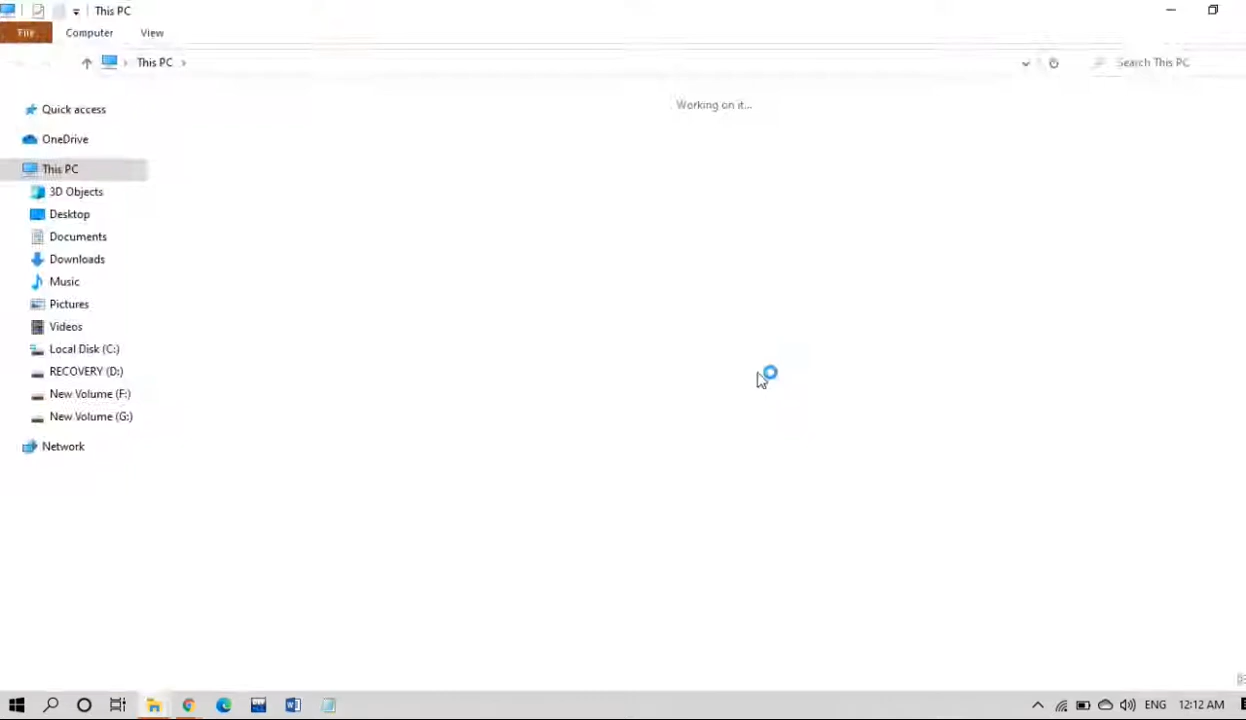 This PC
File Computer View
This PC
Search This PC
Working on it...
Quick access
OneDrive
This PC
3D Objects
Desktop
Documents
Downloads
Music
Pictures
Videos
Local Disk (C:)
RECOVERY (D:)
New Volume (F:)
New Volume (G:)
Network
ENG 12:12 AM